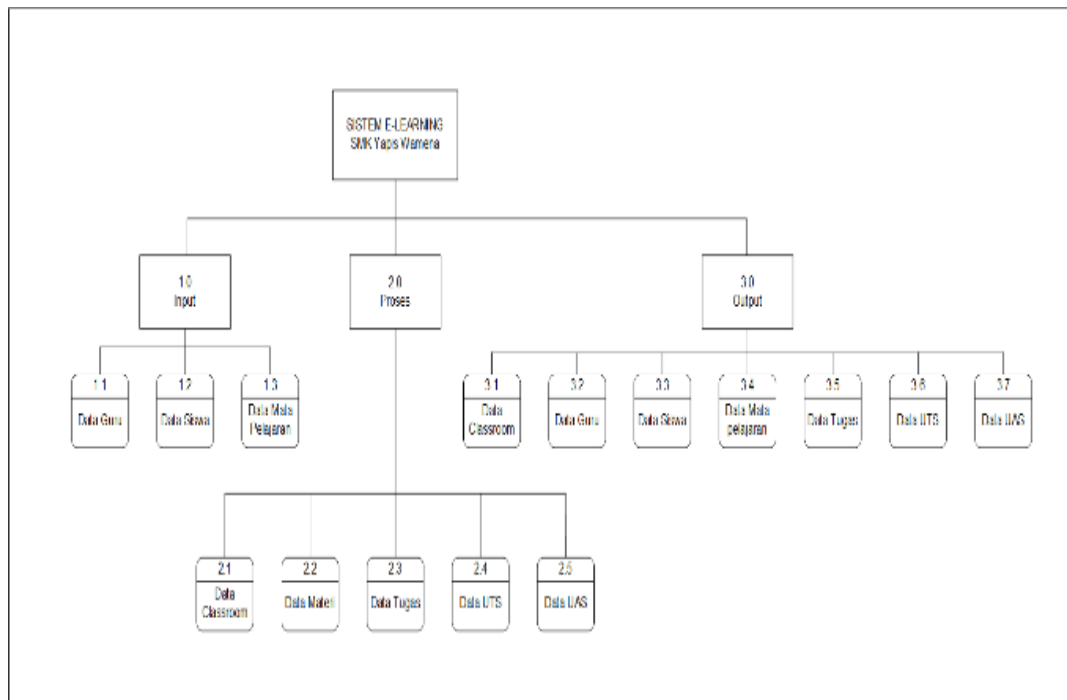 SISTEM E-LEARNING
SMK Yapis Wamena
1.0
Input
2.0
Proses
3.0
Output
1.1
Data Guru
1.2
Data Siswa
1.3
Data Mata
Pelajaran
3.1
Data
Classroom
3.2
Data Guru
3.3
Data Siswa
3.4
Data Mata
pelajaran
3.5
Data Tugas
3.6
Data UTS
3.7
Data UAS
2.1
Data
Classroom
2.2
Data Materi
2.3
Data Tugas
2.4
Data UTS
2.5
Data UAS